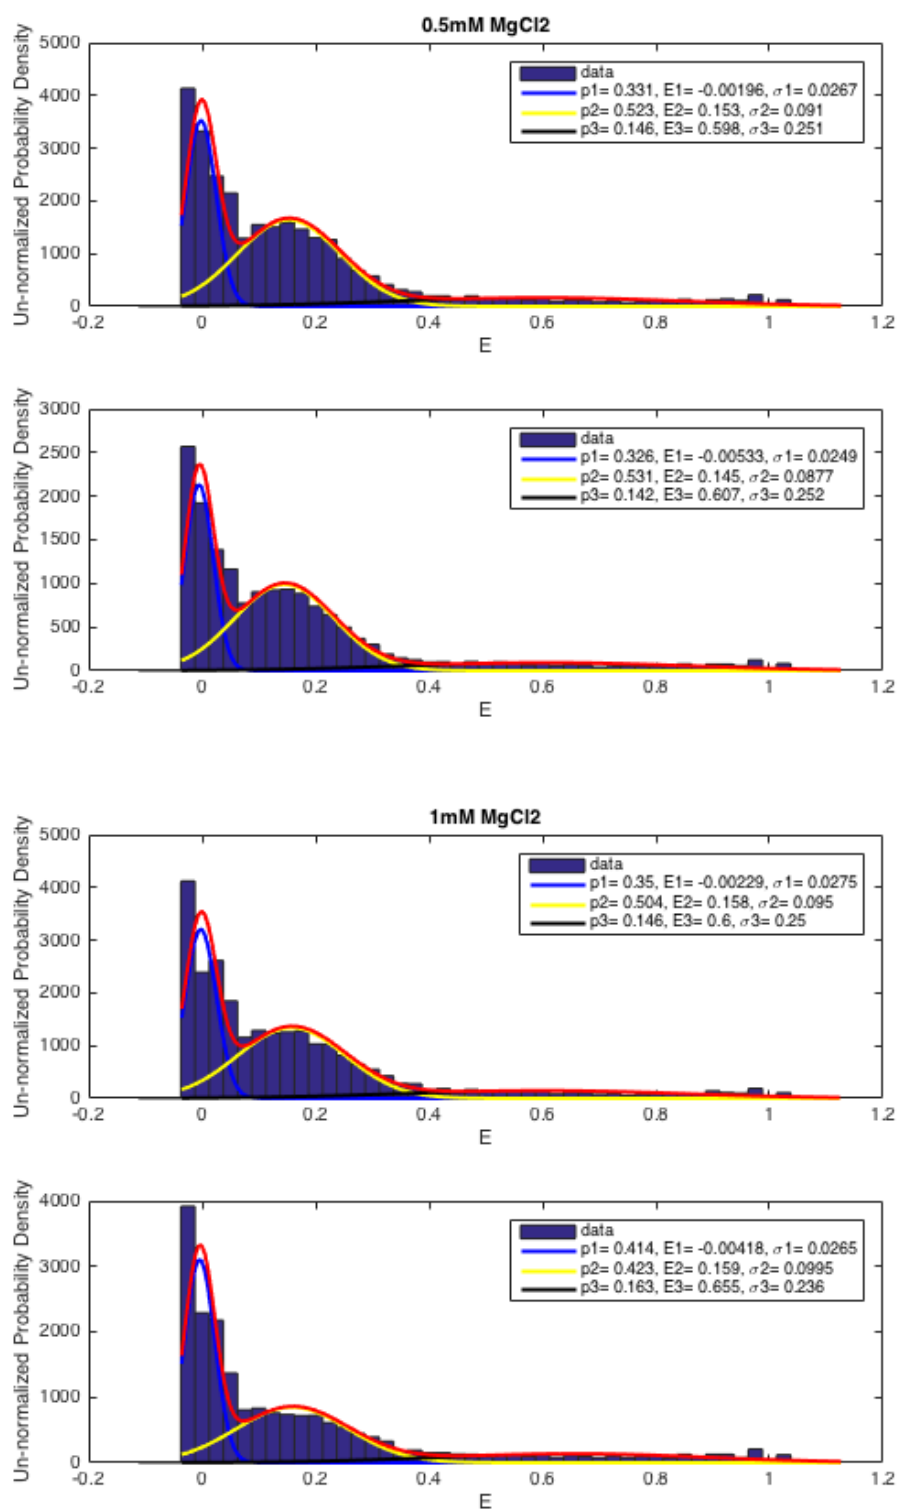 0.5mM MgCl2
Un-normalized Probability Density
5000
4000
3000
2000
1000
0
data
p1= 0.331, E1= -0.00196, σ1= 0.0267
p2= 0.523, E2= 0.153, σ2= 0.091
p3= 0.146, E3= 0.598, σ3= 0.251
-0.2 0 0.2 0.4 0.6 0.8 1 1.2
E
Un-normalized Probability Density
3000
2500
2000
1500
1000
500
0
data
p1= 0.326, E1= -0.00533, σ1= 0.0249
p2= 0.531, E2= 0.145, σ2= 0.0877
p3= 0.142, E3= 0.607, σ3= 0.252
-0.2 0 0.2 0.4 0.6 0.8 1 1.2
E
1mM MgCl2
Un-normalized Probability Density
5000
4000
3000
2000
1000
0
data
p1= 0.35, E1= -0.00229, σ1= 0.0275
p2= 0.504, E2= 0.158, σ2= 0.095
p3= 0.146, E3= 0.6, σ3= 0.25
-0.2 0 0.2 0.4 0.6 0.8 1 1.2
E
Un-normalized Probability Density
4000
3000
2000
1000
0
data
p1= 0.414, E1= -0.00418, σ1= 0.0265
p2= 0.423, E2= 0.159, σ2= 0.0995
p3= 0.163, E3= 0.655, σ3= 0.236
-0.2 0 0.2 0.4 0.6 0.8 1 1.2
E